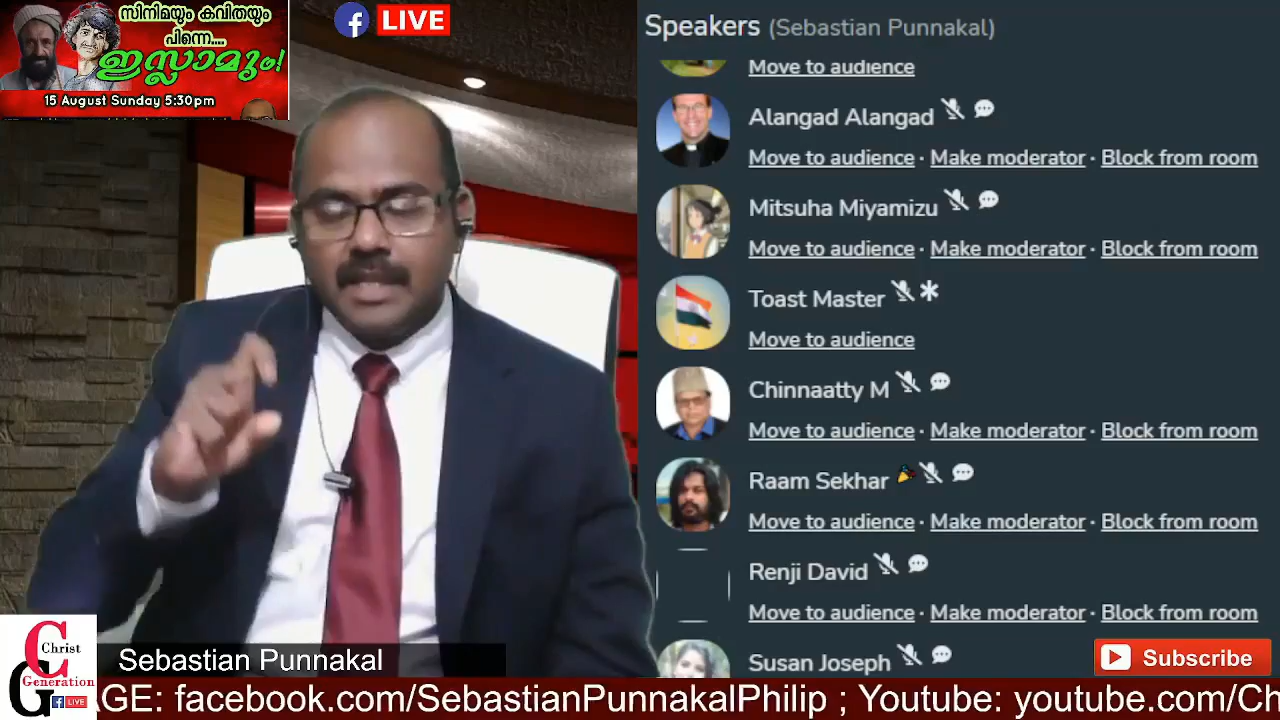 സിനിമയും കവിതയും
പിന്നെ....
ഇസ്ലാമും!
15 August Sunday 5:30pm
f LIVE
Speakers (Sebastian Punnakal)
Move to audience
Alangad Alangad
Move to audience · Make moderator · Block from room
Mitsuha Miyamizu
Move to audience · Make moderator · Block from room
Toast Master
Move to audience
Chinnaatty M
Move to audience · Make moderator · Block from room
Raam Sekhar
Move to audience · Make moderator · Block from room
Renji David
Move to audience · Make moderator · Block from room
Susan Joseph
Subscribe
C Christ
G Generation
f LIVE
Sebastian Punnakal
AGE: facebook.com/SebastianPunnakalPhilip ; Youtube: youtube.com/Ch